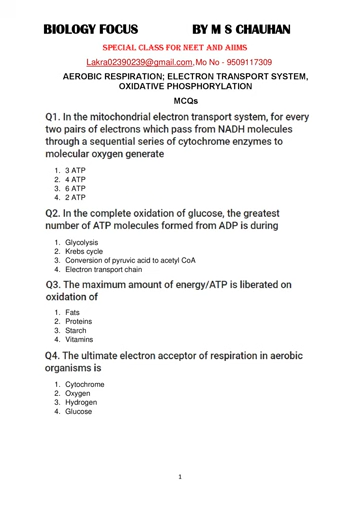 BIOLOGY FOCUS BY M S CHAUHAN
SPECIAL CLASS FOR NEET AND AIIMS
Lakra02390239@gmail.com, Mo No - 9509117309
AEROBIC RESPIRATION; ELECTRON TRANSPORT SYSTEM,
OXIDATIVE PHOSPHORYLATION
MCQs
Q1. In the mitochondrial electron transport system, for every
two pairs of electrons which pass from NADH molecules
through a sequential series of cytochrome enzymes to
molecular oxygen generate
1. 3 ATP
2. 4 ATP
3. 6 ATP
4. 2 ATP
Q2. In the complete oxidation of glucose, the greatest
number of ATP molecules formed from ADP is during
1. Glycolysis
2. Krebs cycle
3. Conversion of pyruvic acid to acetyl CoA
4. Electron transport chain
Q3. The maximum amount of energy/ATP is liberated on
oxidation of
1. Fats
2. Proteins
3. Starch
4. Vitamins
Q4. The ultimate electron acceptor of respiration in aerobic
organisms is
1. Cytochrome
2. Oxygen
3. Hydrogen
4. Glucose
1